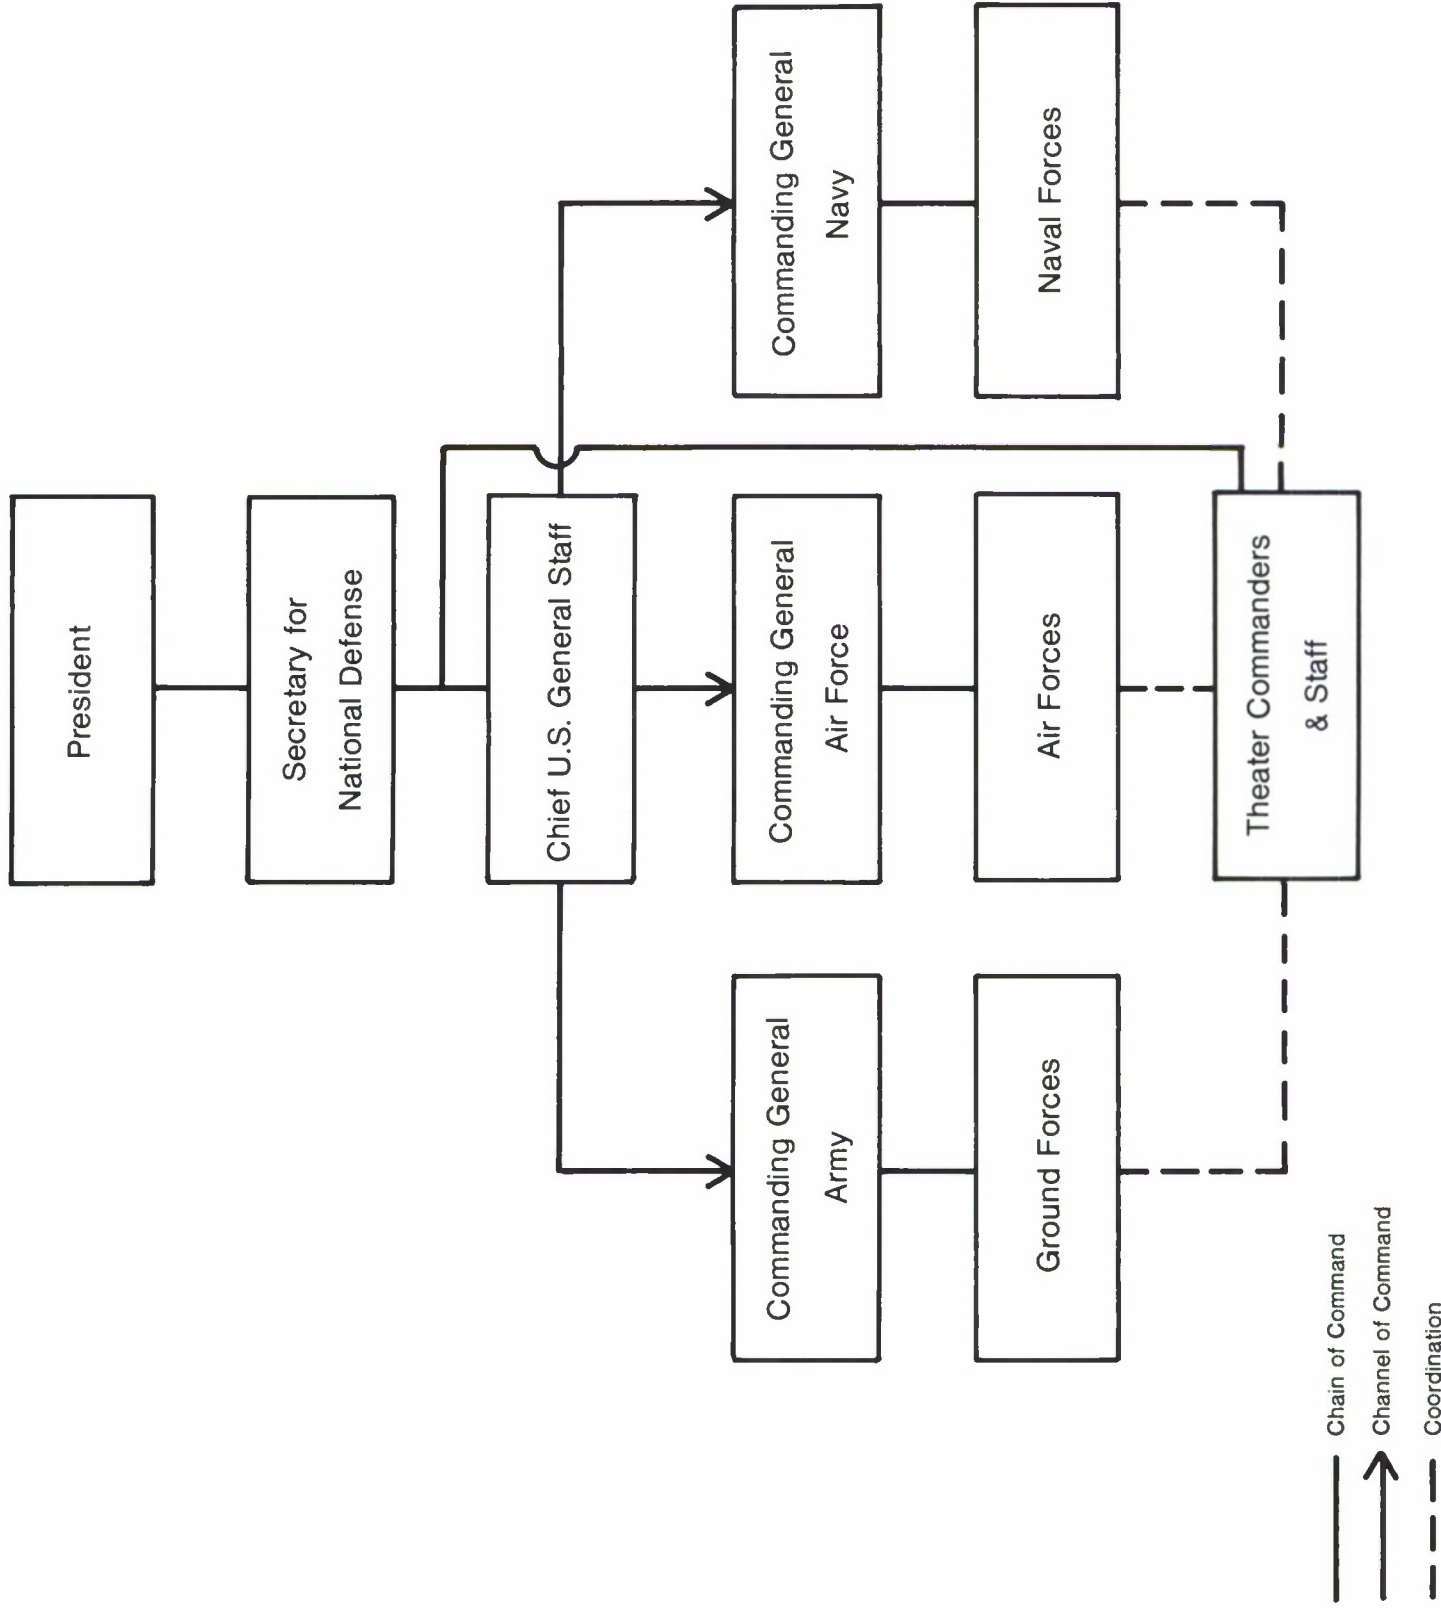 President
Secretary for
National Defense
Chief U.S. General Staff
Commanding General
Army
Commanding General
Air Force
Commanding General
Navy
Ground Forces
Air Forces
Naval Forces
Theater Commanders
& Staff
Chain of Command
Channel of Command
Coordination